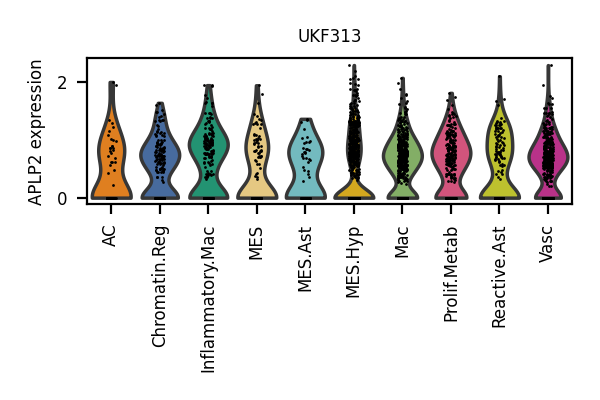 UKF313
APLP2 expression
2
0
AC
Chromatin.Reg
Inflammatory.Mac
MES
MES.Ast
MES.Hyp
Mac
Prolif.Metab
Reactive.Ast
Vasc